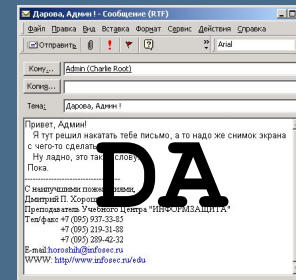 Дарова, Админ ! - Сообщение (RTF)
Файл Правка Вид Вставка Формат Сервис Действия Справка
Отправить Arial
Кому... Admin (Charlie Root)
Копия...
Тема: Дарова, Админ !
Привет, Админ!
Я тут решил накатать тебе письмо, а то надо же снимок экрана
с чего-то сделать
Ну ладно, это так слову
Пока.
----------------------------------
С наилучшими
Дмитрий П.
Преподаватель Учебного Центра "ИНФОРМЗАЩИТА"
Тел/факс +7 (095) 937-33-85
+7 (095) 219-31-88
+7 (095) 289-42-32
E-mail:horoshih@infosec.ru
WWW: http//www.infosec.ru/edu
DA